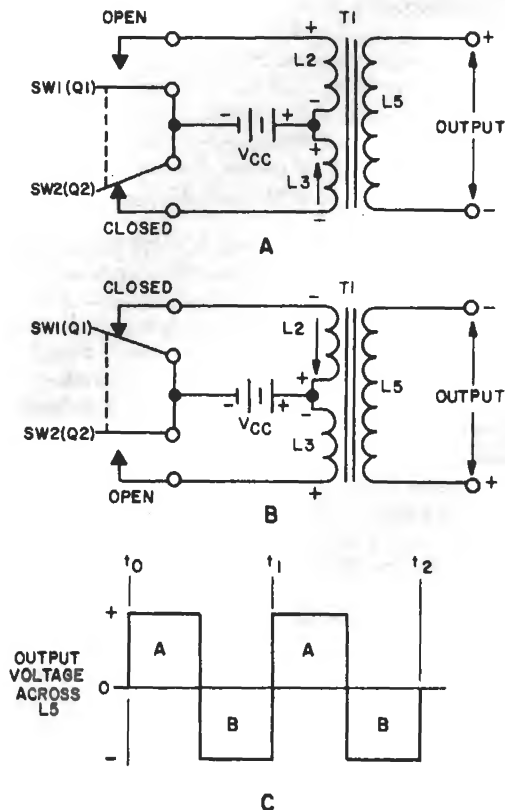 OPEN
T1
+
+
L2
SW1(Q1)
-
L5
- +
OUTPUT
VCC
+
SW2(Q2)
L3
-
-
CLOSED
A
CLOSED
T1
-
-
SW1(Q1)
L2
+
L5
- +
OUTPUT
-
SW2(Q2)
VCC
L3
OPEN
+
+
B
t0
t1
t2
+
A
A
OUTPUT
VOLTAGE
ACROSS
L5
0
B
B
-
C